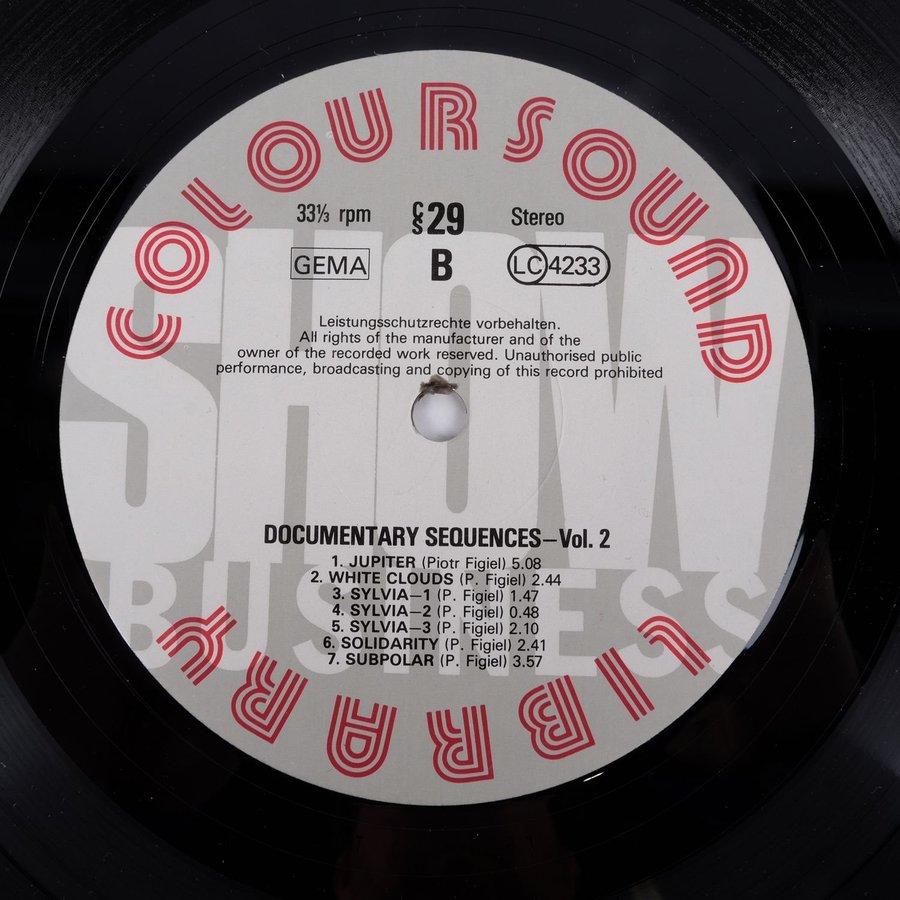 COLOUR SOUND
33⅓ rpm CS 29 Stereo
GEMA B LC 4233
Leistungsschutzrechte vorbehalten.
All rights of the manufacturer and of the
owner of the recorded work reserved. Unauthorised public
performance, broadcasting and copying of this record prohibited
SHOW
BUSINESS
DOCUMENTARY SEQUENCES—Vol. 2
1. JUPITER (Piotr Figiel) 5.08
2. WHITE CLOUDS (P. Figiel) 2.44
3. SYLVIA—1 (P. Figiel) 1.47
4. SYLVIA—2 (P. Figiel) 0.48
5. SYLVIA—3 (P. Figiel) 2.10
6. SOLIDARITY (P. Figiel) 2.41
7. SUBPOLAR (P. Figiel) 3.57
LIBRARY